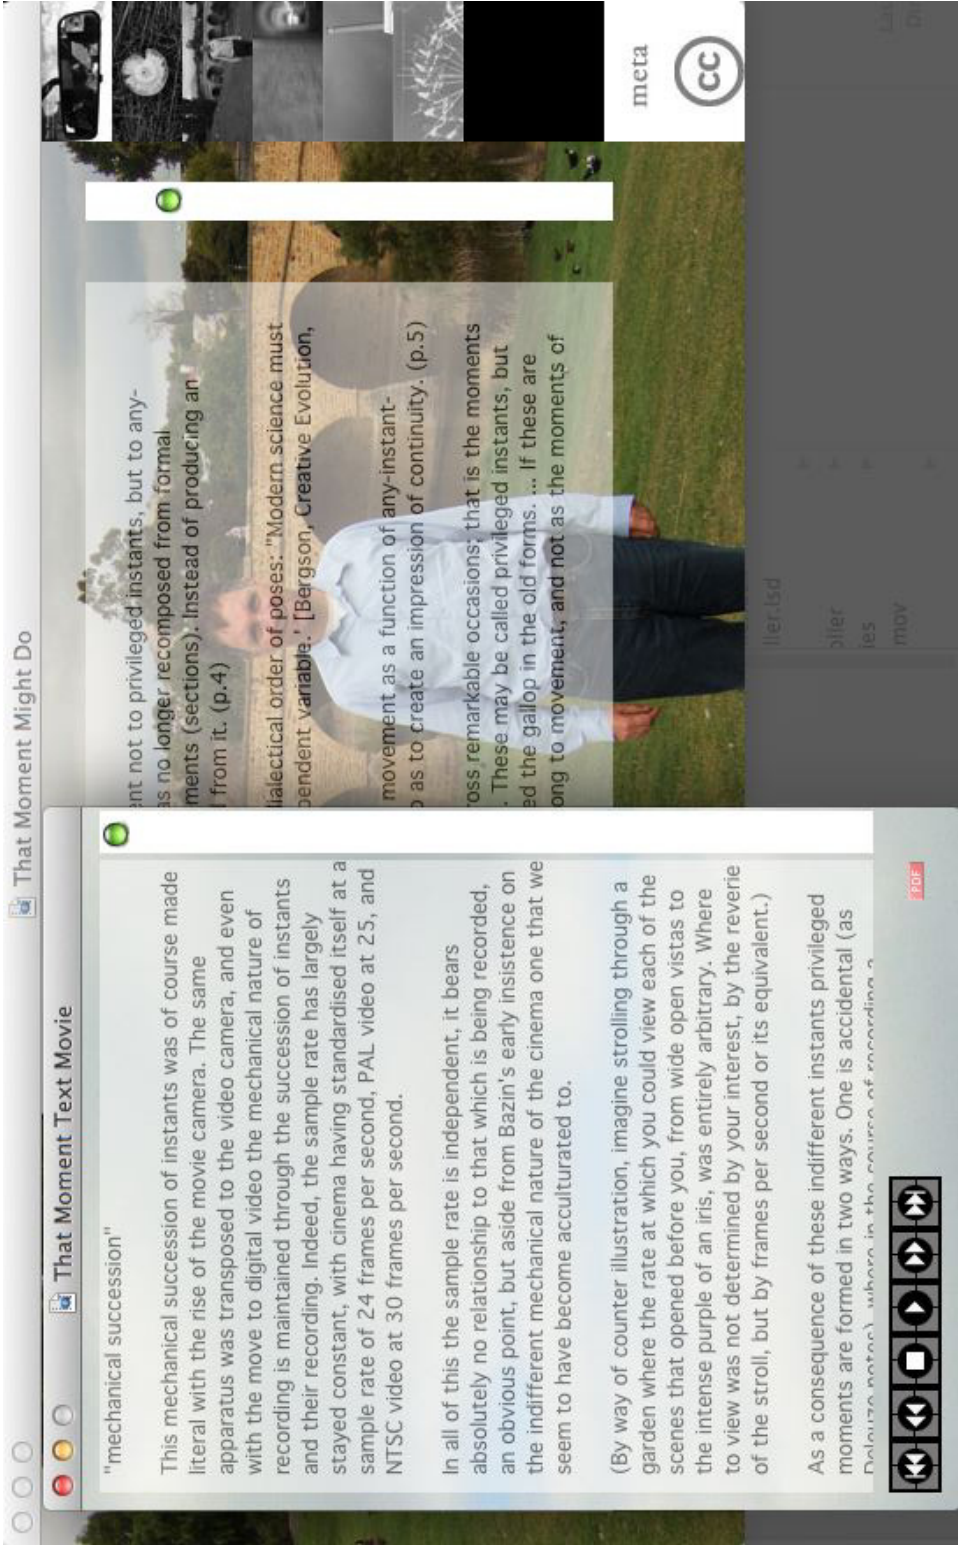 That Moment Might Do
meta
cc
ent not to privileged instants, but to any-
as no longer recomposed from formal
ments (sections). Instead of producing an
from it. (p.4)
ialectical order of poses: "Modern science must
pendent variable.' [Bergson, Creative Evolution,
movement as a function of any-instant-
o as to create an impression of continuity. (p.5)
ross remarkable occasions; that is the moments
. These may be called privileged instants, but
ed the gallop in the old forms. ... If these are
ong to movement, and not as the moments of
ller.lsd
oller
ies
mov
That Moment Text Movie
"mechanical succession"
This mechanical succession of instants was of course made
literal with the rise of the movie camera. The same
apparatus was transposed to the video camera, and even
with the move to digital video the mechanical nature of
recording is maintained through the succession of instants
and their recording. Indeed, the sample rate has largely
stayed constant, with cinema having standardised itself at a
sample rate of 24 frames per second, PAL video at 25, and
NTSC video at 30 frames per second.
In all of this the sample rate is independent, it bears
absolutely no relationship to that which is being recorded,
an obvious point, but aside from Bazin's early insistence on
the indifferent mechanical nature of the cinema one that we
seem to have become acculturated to.
(By way of counter illustration, imagine strolling through a
garden where the rate at which you could view each of the
scenes that opened before you, from wide open vistas to
the intense purple of an iris, was entirely arbitrary. Where
to view was not determined by your interest, by the reverie
of the stroll, but by frames per second or its equivalent.)
As a consequence of these indifferent instants privileged
moments are formed in two ways. One is accidental (as
Deleuze notes), where in the course of recording a
PDF